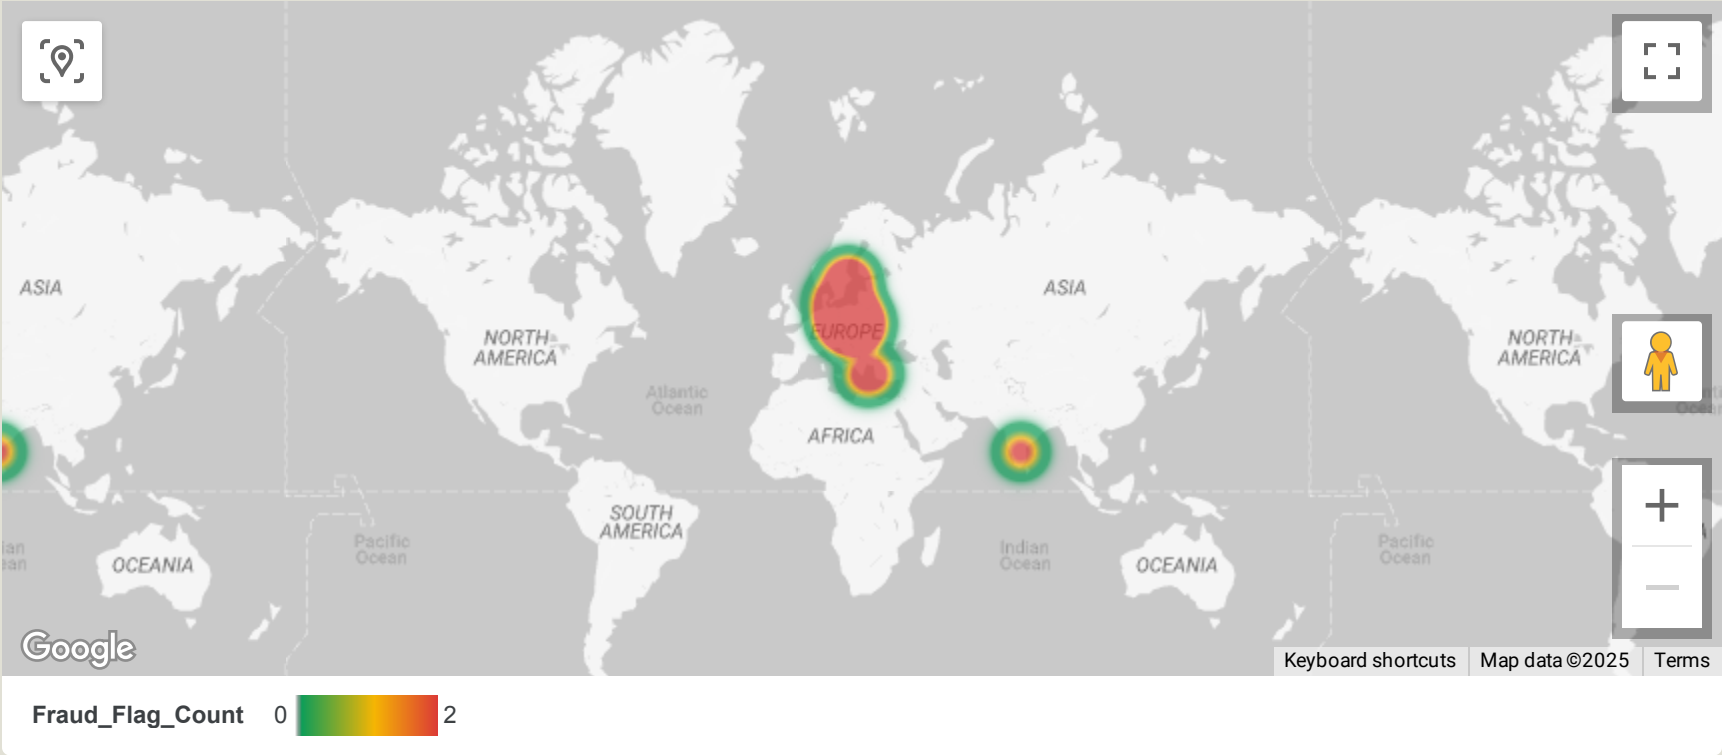 ASIA
NORTH
AMERICA
Atlantic
Ocean
EUROPE
ASIA
AFRICA
NORTH
AMERICA
Ocean
SOUTH
AMERICA
Pacific
Ocean
OCEANIA
Indian
Ocean
OCEANIA
Pacific
Ocean
Google
Keyboard shortcuts
Map data ©2025
Terms
Fraud_Flag_Count
0
2